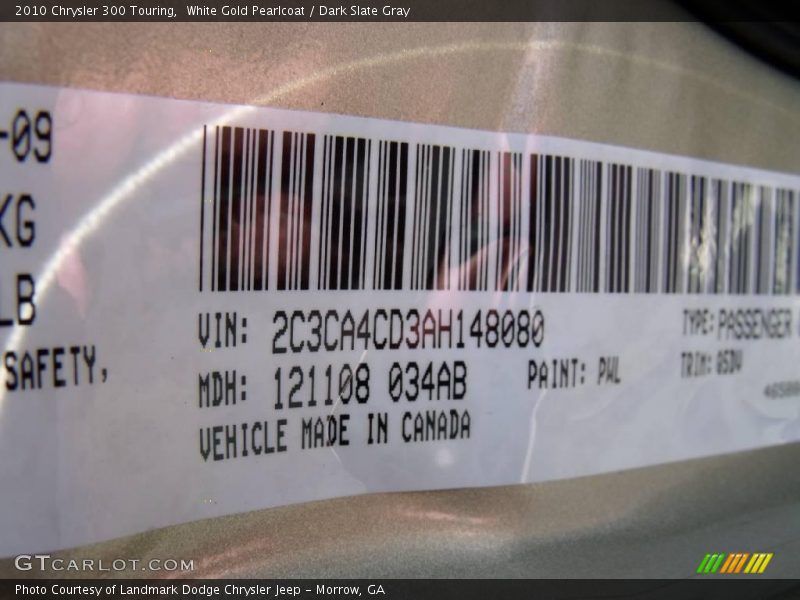 2010 Chrysler 300 Touring,  White Gold Pearlcoat / Dark Slate Gray
-09
KG
LB
SAFETY,
VIN: 2C3CA4CD3AH148080
TYPE: PASSENGER
MDH: 121108 034AB
PAINT: PWL
TRIM: Q5DV
VEHICLE MADE IN CANADA
GTCARLOT.COM
Photo Courtesy of Landmark Dodge Chrysler Jeep – Morrow, GA